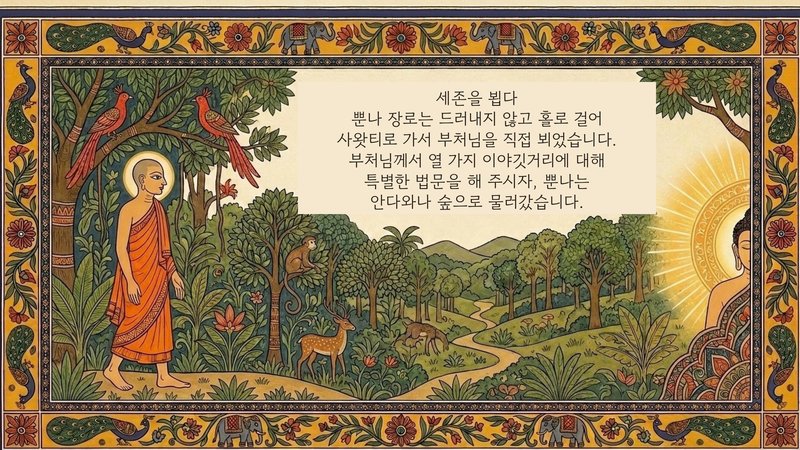 세존을 뵙다
뿐나 장로는 드러내지 않고 홀로 걸어
사왓티로 가서 부처님을 직접 뵈었습니다.
부처님께서 열 가지 이야깃거리에 대해
특별한 법문을 해 주시자, 뿐나는
안다와나 숲으로 물러갔습니다.